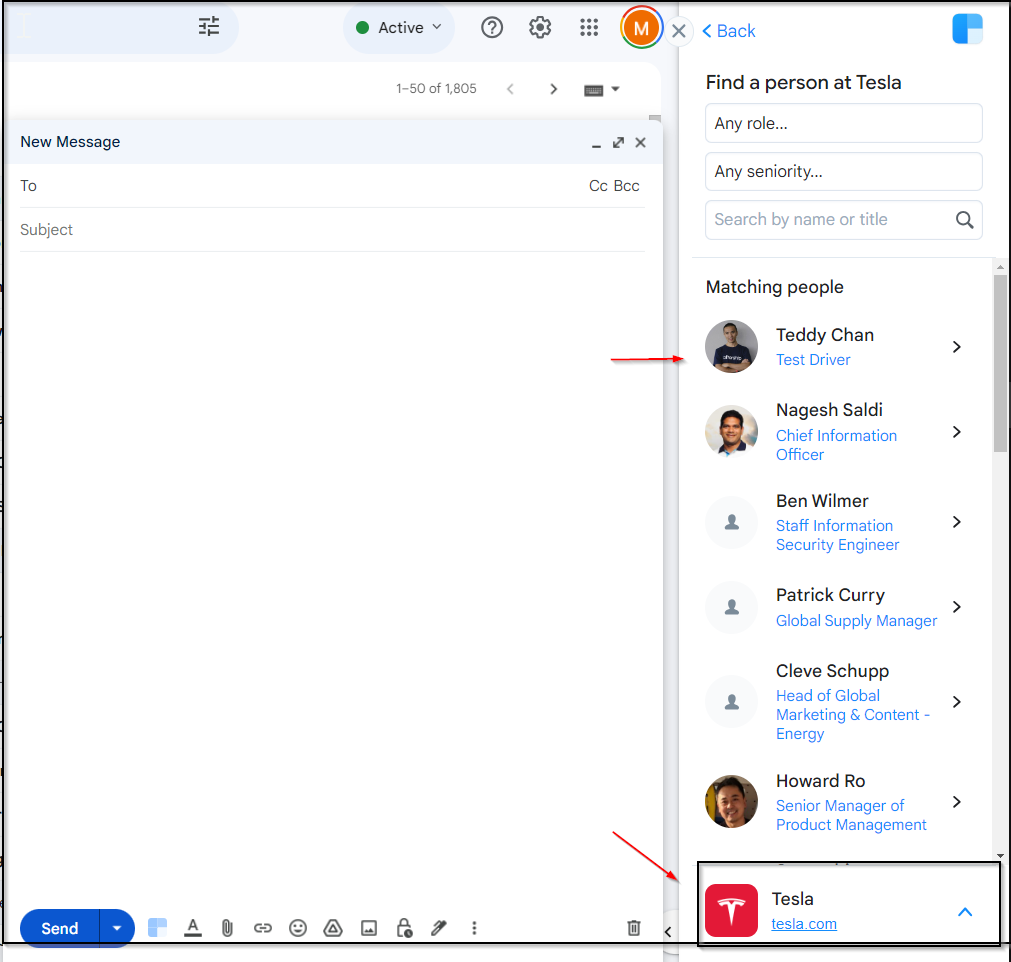 Active
M
Back
1–50 of 1,805
Find a person at Tesla
Any role...
Any seniority...
Search by name or title
New Message
To
Cc Bcc
Subject
Matching people
Teddy Chan
Test Driver
Nagesh Saldi
Chief Information
Officer
Ben Wilmer
Staff Information
Security Engineer
Patrick Curry
Global Supply Manager
Cleve Schupp
Head of Global
Marketing & Content -
Energy
Howard Ro
Senior Manager of
Product Management
Tesla
tesla.com
Send